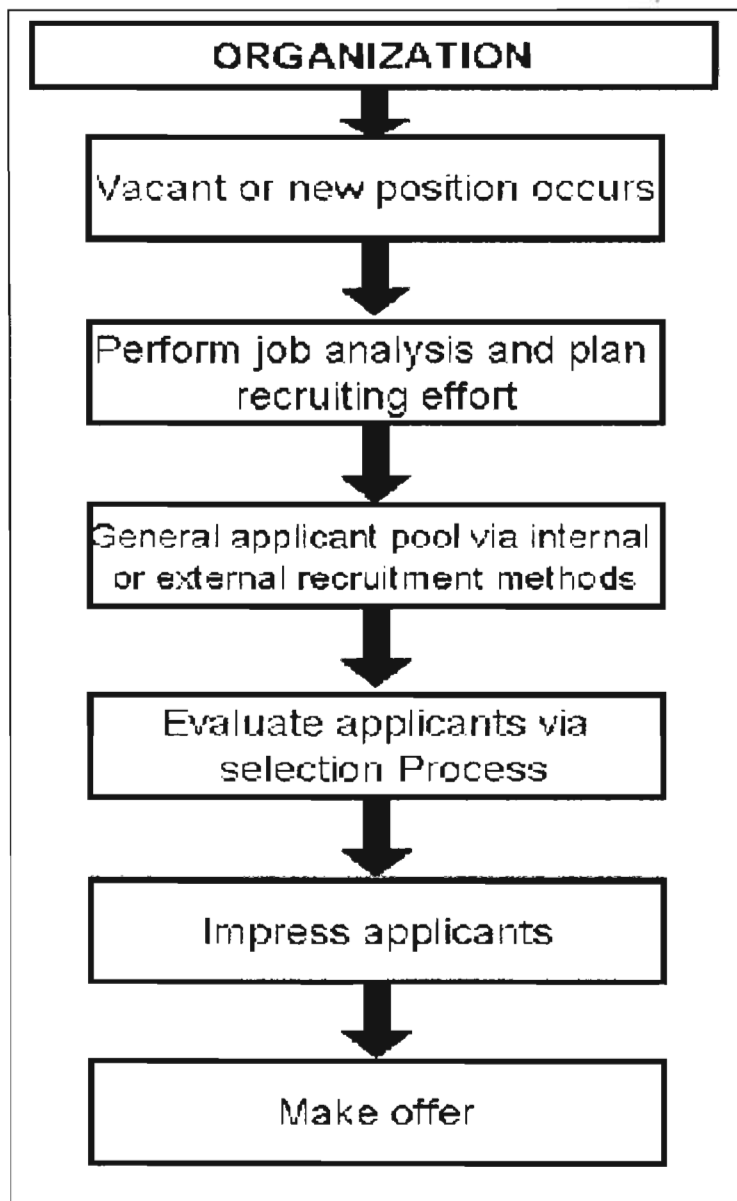 ORGANIZATION
Vacant or new position occurs
Perform job analysis and plan
recruiting effort
General applicant pool via internal
or external recruitment methods
Evaluate applicants via
selection Process
Impress applicants
Make offer